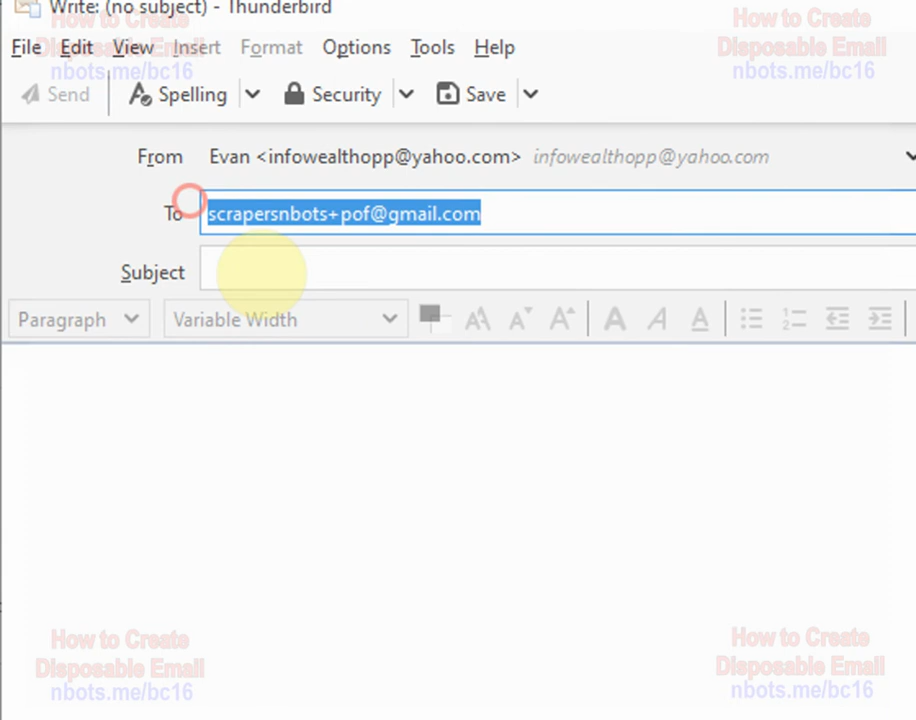 Write: (no subject) - Thunderbird
How to Create
Disposable Email
nbots.me/bc16
How to Create
Disposable Email
nbots.me/bc16
File Edit View Insert Format Options Tools Help
Send Spelling Security Save
From Evan <infowealthopp@yahoo.com> infowealthopp@yahoo.com
To scrapersnbots+pof@gmail.com
Subject
Paragraph Variable Width
How to Create
Disposable Email
nbots.me/bc16
How to Create
Disposable Email
nbots.me/bc16